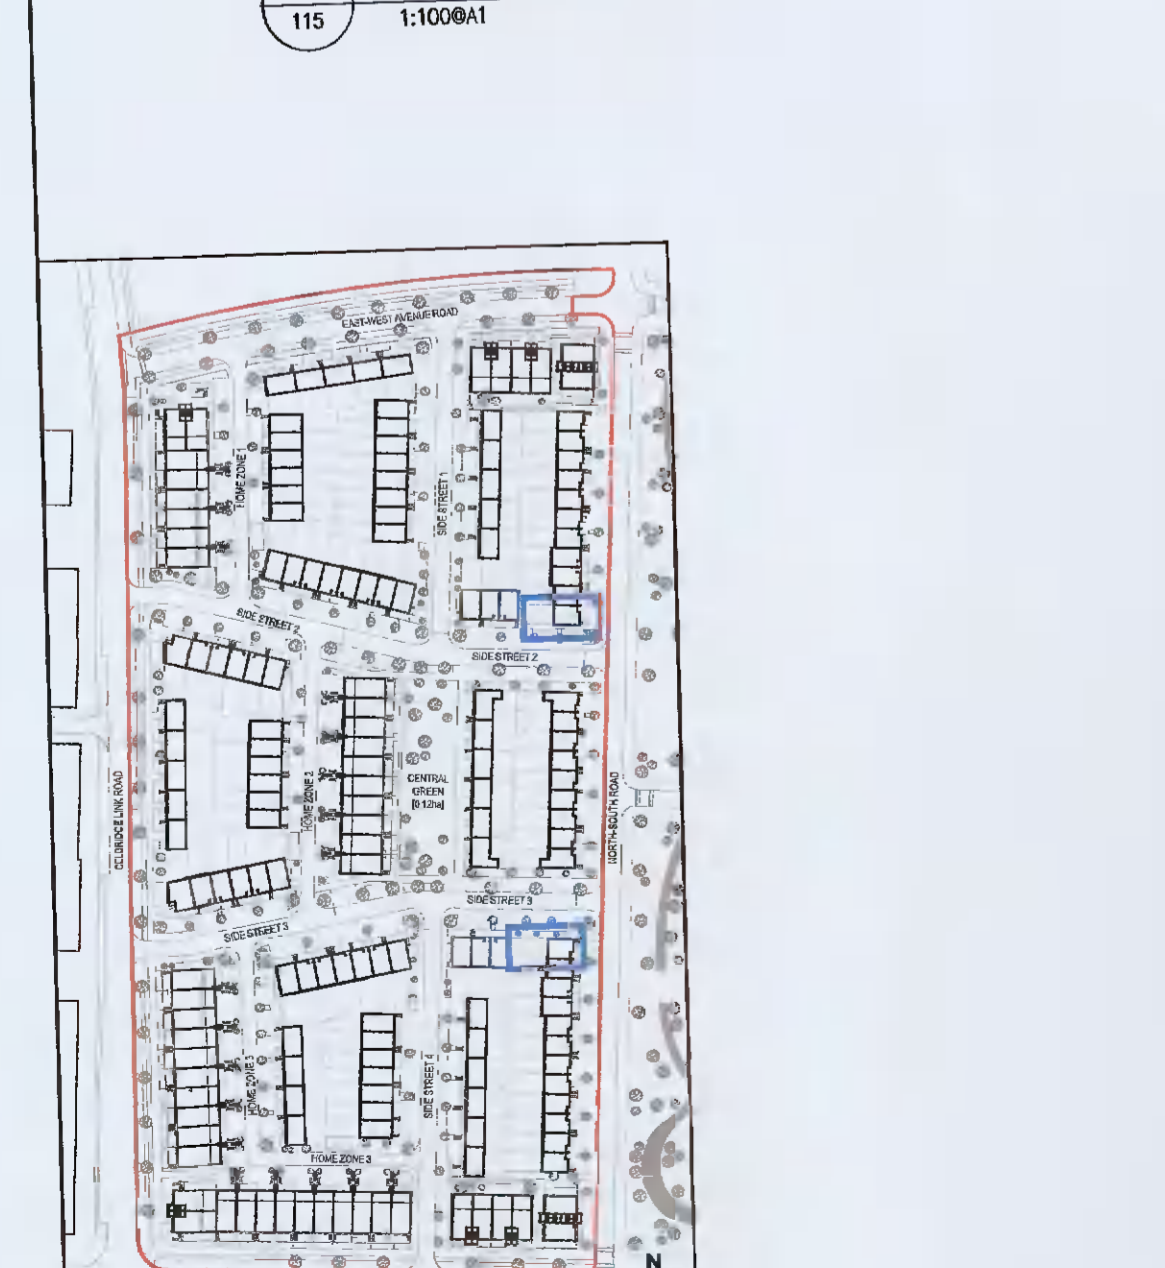 115
1:100@A1
EAST-WEST AVENUE ROAD
HOME ZONE 1
SIDE STREET 1
SIDE STREET 2
SIDE STREET 2
CELBRIDGE LINK ROAD
HOME ZONE 2
CENTRAL
GREEN
[0.12ha]
NORTH-SOUTH ROAD
SIDE STREET 3
SIDE STREET 3
HOME ZONE 3
SIDE STREET 4
HOME ZONE 3
N